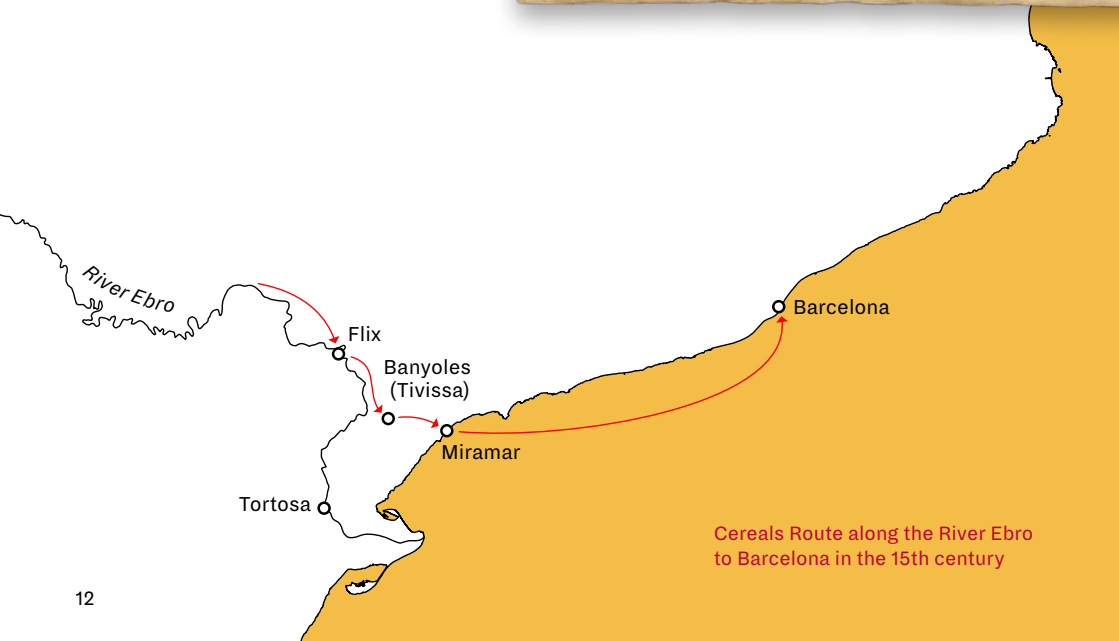 River Ebro
Flix
Banyoles
(Tivissa)
Barcelona
Miramar
Tortosa
Cereals Route along the River Ebro
to Barcelona in the 15th century
12